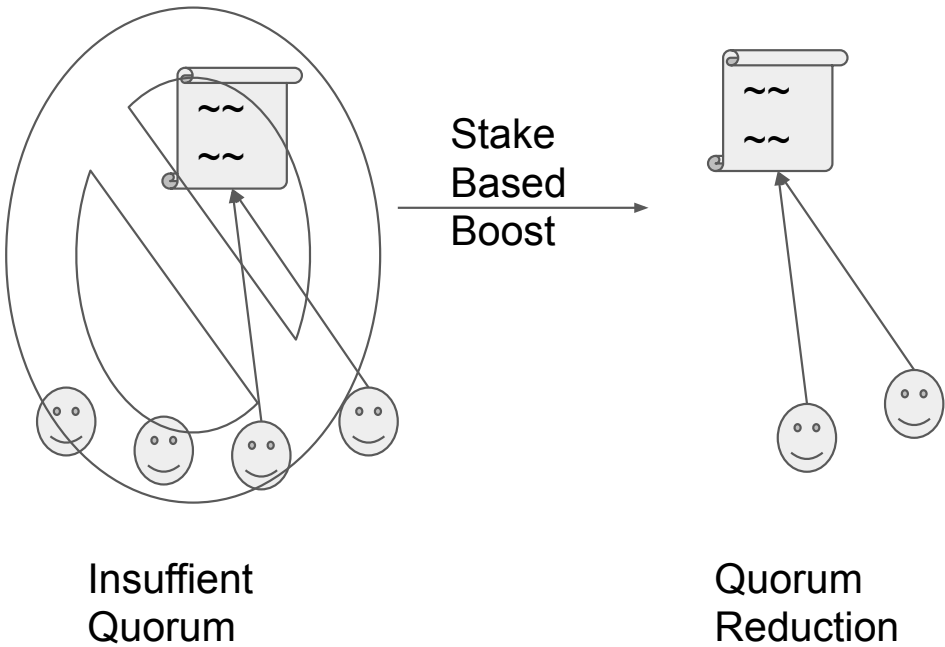 ~~
~~
Stake
Based
Boost
~~
~~
Insuffient
Quorum
Quorum
Reduction